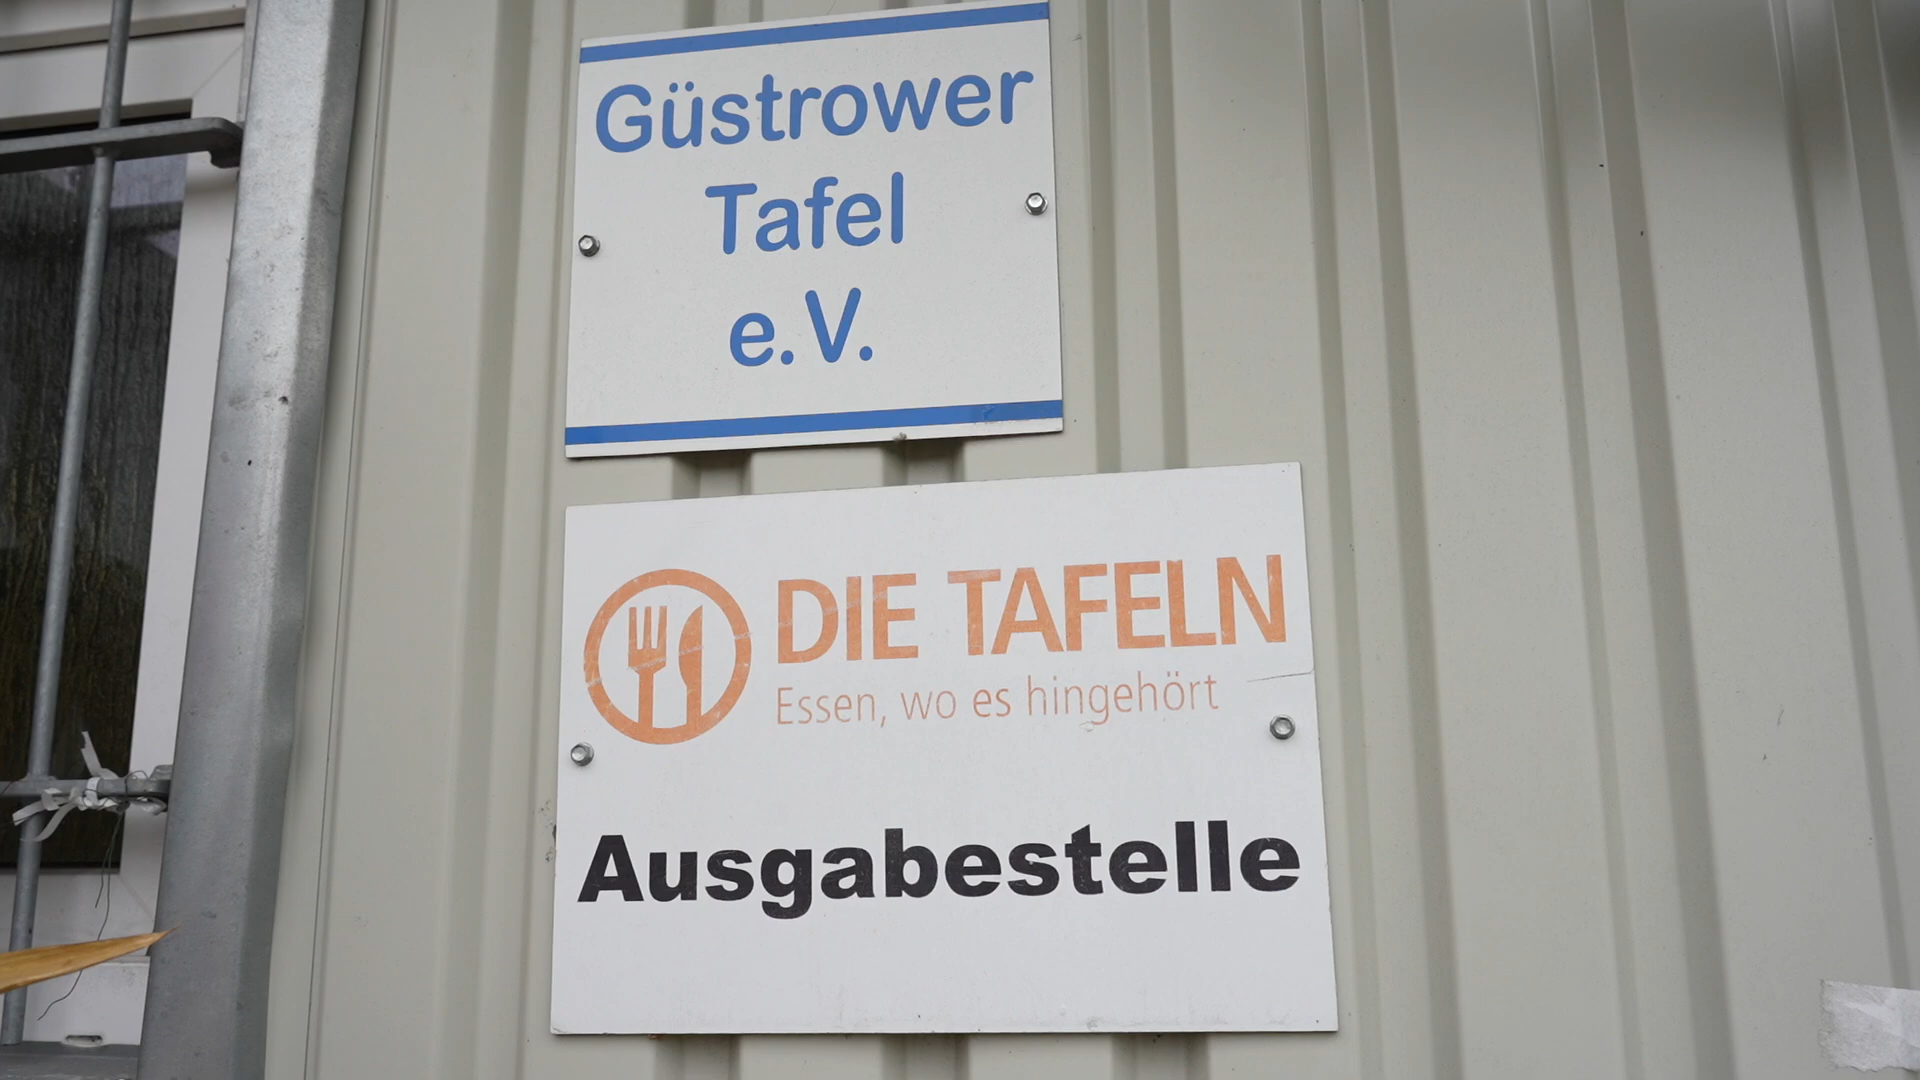 Güstrower
Tafel
e.V.
DIE TAFELN
Essen, wo es hingehört
Ausgabestelle